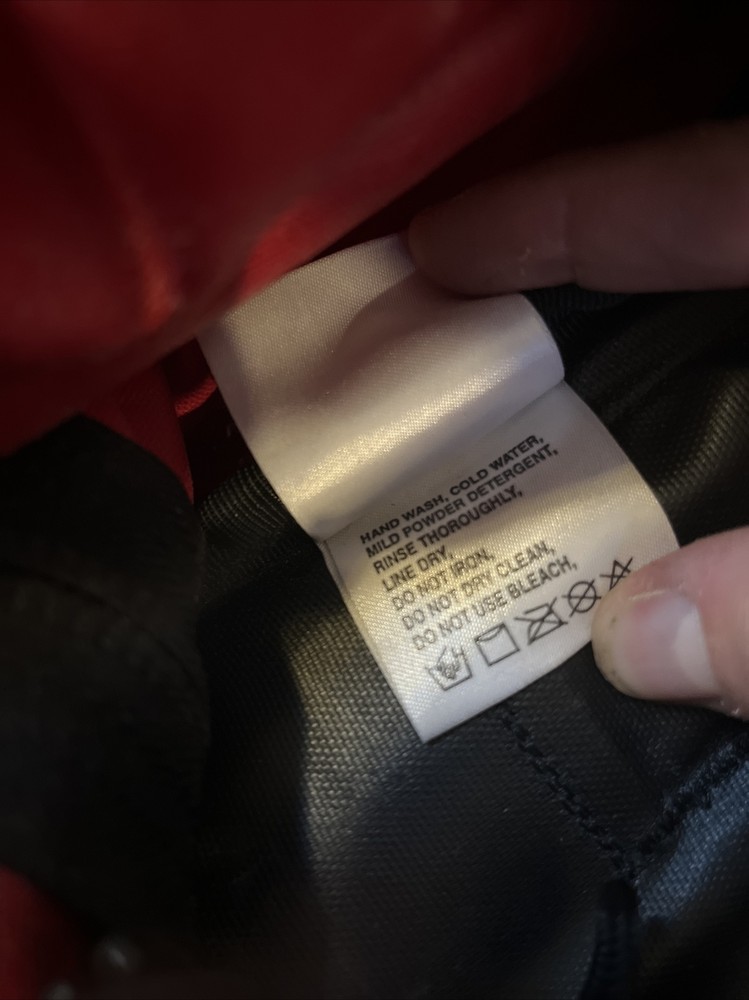 HAND WASH, COLD WATER,
MILD POWDER DETERGENT,
RINSE THOROUGHLY,
LINE DRY,
DO NOT IRON,
DO NOT DRY CLEAN,
DO NOT USE BLEACH,